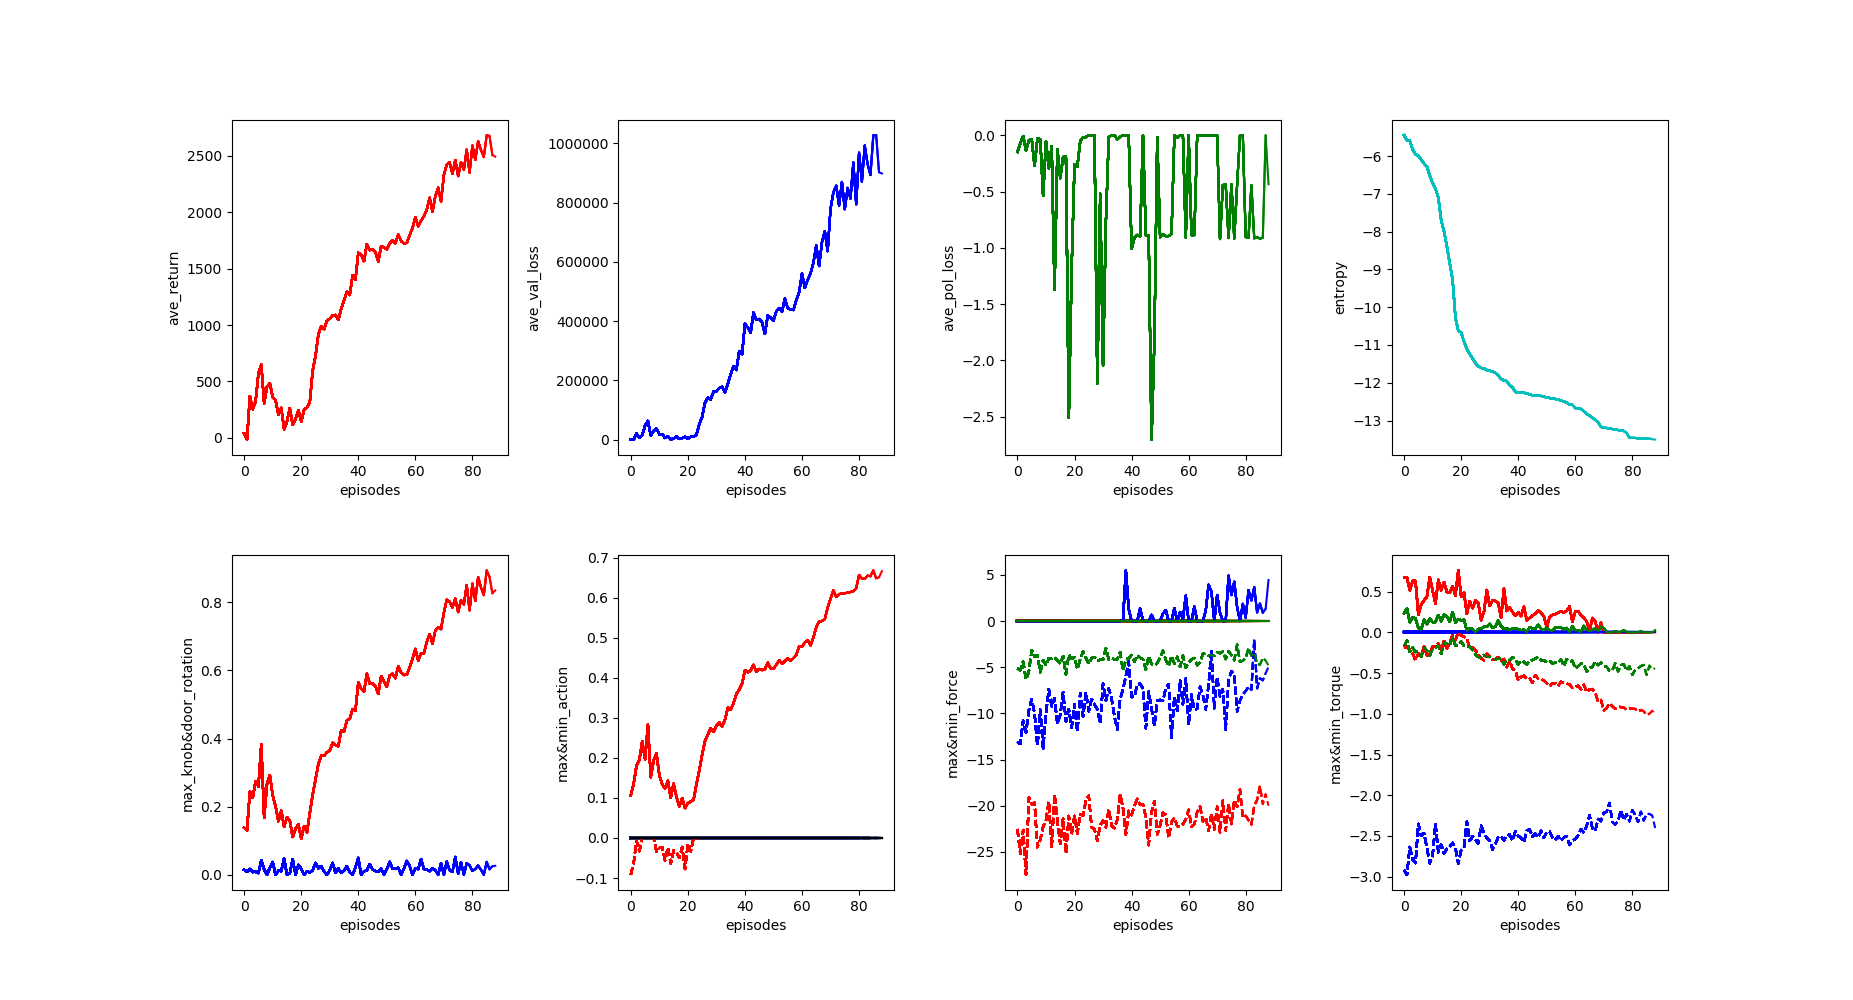 ave_return
2500
2000
1500
1000
500
0
0 20 40 60 80
episodes
ave_val_loss
1000000
800000
600000
400000
200000
0
0 20 40 60 80
episodes
ave_pol_loss
0.0
−0.5
−1.0
−1.5
−2.0
−2.5
0 20 40 60 80
episodes
entropy
−6
−7
−8
−9
−10
−11
−12
−13
0 20 40 60 80
episodes
max_knob&door_rotation
0.8
0.6
0.4
0.2
0.0
0 20 40 60 80
episodes
max&min_action
0.7
0.6
0.5
0.4
0.3
0.2
0.1
0.0
−0.1
0 20 40 60 80
episodes
max&min_force
5
0
−5
−10
−15
−20
−25
0 20 40 60 80
episodes
max&min_torque
0.5
0.0
−0.5
−1.0
−1.5
−2.0
−2.5
−3.0
0 20 40 60 80
episodes